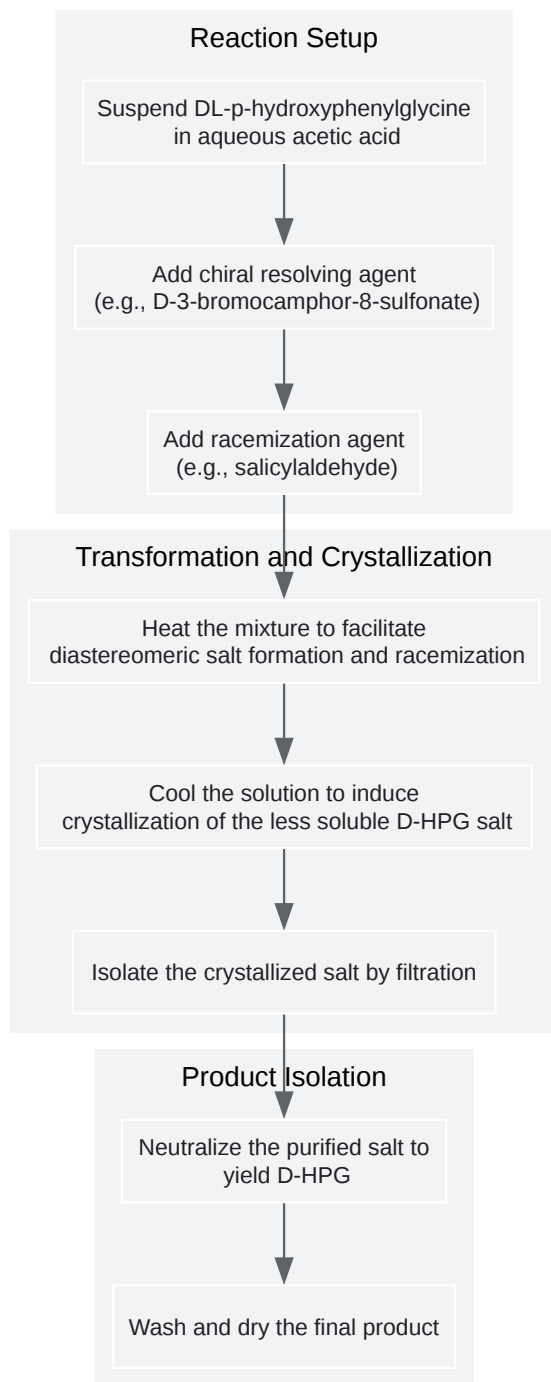 Reaction Setup
Suspend DL-p-hydroxyphenylglycine
in aqueous acetic acid
Add chiral resolving agent
(e.g., D-3-bromocamphor-8-sulfonate)
Add racemization agent
(e.g., salicylaldehyde)
Transformation and Crystallization
Heat the mixture to facilitate
diastereomeric salt formation and racemization
Cool the solution to induce
crystallization of the less soluble D-HPG salt
Isolate the crystallized salt by filtration
Product Isolation
Neutralize the purified salt to
yield D-HPG
Wash and dry the final product